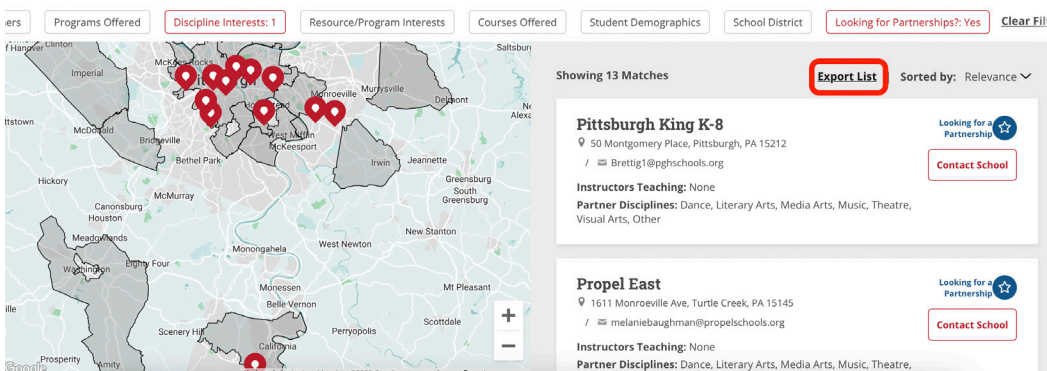 ers
Programs Offered
Discipline Interests: 1
Resource/Program Interests
Courses Offered
Student Demographics
School District
Looking for Partnerships?: Yes
Clear Fil
Showing 13 Matches
Export List
Sorted by: Relevance
Pittsburgh King K-8
50 Montgomery Place, Pittsburgh, PA 15212
/ Brettig1@pghschools.org
Instructors Teaching: None
Partner Disciplines: Dance, Literary Arts, Media Arts, Music, Theatre,
Visual Arts, Other
Looking for a
Partnership
Contact School
Propel East
1611 Monroeville Ave, Turtle Creek, PA 15145
/ melaniebaughman@propelschools.org
Instructors Teaching: None
Partner Disciplines: Dance, Literary Arts, Media Arts, Music, Theatre,
Looking for a
Partnership
Contact School
f Hanover
Clinton
Saltsbur
Imperial
Monroeville
Murrysville
Delmont
Alexa
ttstown
McDonald
Bridgeville
West Mifflin
McKeesport
Bethel Park
Irwin
Jeannette
Hickory
Greensburg
South
Greensburg
McMurray
Canonsburg
Houston
New Stanton
Meadowlands
Monongahela
West Newton
Washington
Eighty Four
Monessen
Mt Pleasant
Belle Vernon
Scottdale
Scenery Hill
Perryopolis
California
Prosperity
Amity
Google
+
−